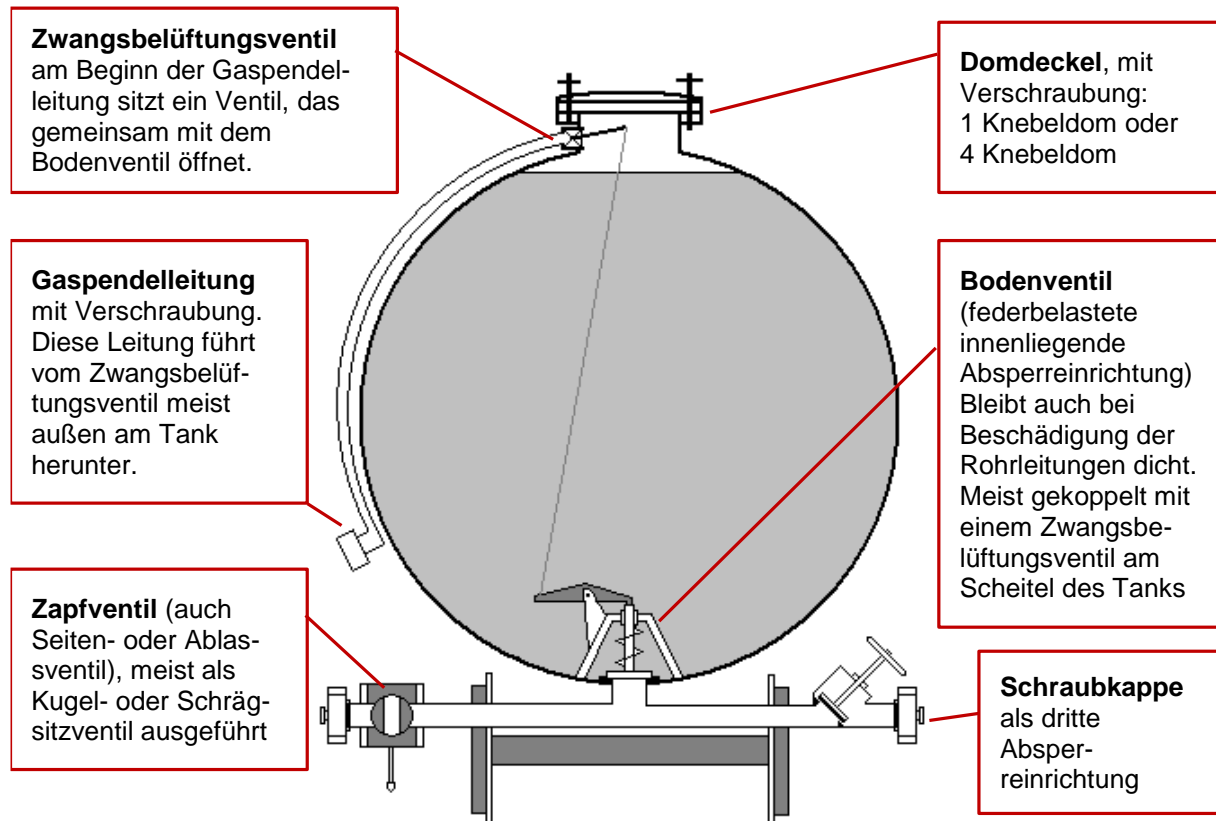 Zwangsbelüftungsventil
am Beginn der Gaspendel-
leitung sitzt ein Ventil, das
gemeinsam mit dem
Bodenventil öffnet.
Domdeckel, mit
Verschraubung:
1 Knebeldom oder
4 Knebeldom
Gaspendelleitung
mit Verschraubung.
Diese Leitung führt
vom Zwangsbelüf-
tungsventil meist
außen am Tank
herunter.
Bodenventil
(federbelastete
innenliegende
Absperreinrichtung)
Bleibt auch bei
Beschädigung der
Rohrleitungen dicht.
Meist gekoppelt mit
einem Zwangsbe-
lüftungsventil am
Scheitel des Tanks
Zapfventil (auch
Seiten- oder Ablas-
sventil), meist als
Kugel- oder Schräg-
sitzventil ausgeführt
Schraubkappe
als dritte
Absper-
reinrichtung